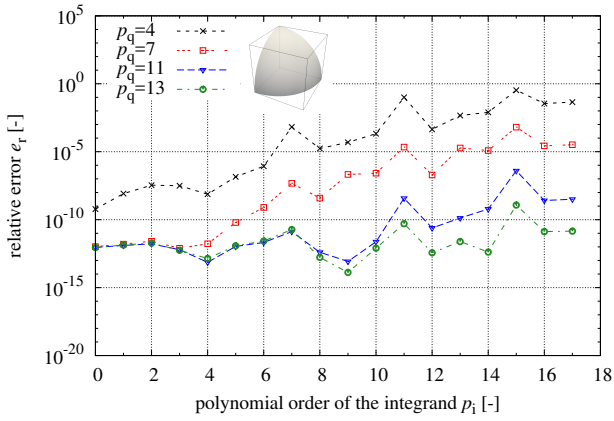 p_q=4
p_q=7
p_q=11
p_q=13
10^5
10^0
10^-5
10^-10
10^-15
10^-20
relative error e_r [-]
0 2 4 6 8 10 12 14 16 18
polynomial order of the integrand p_i [-]